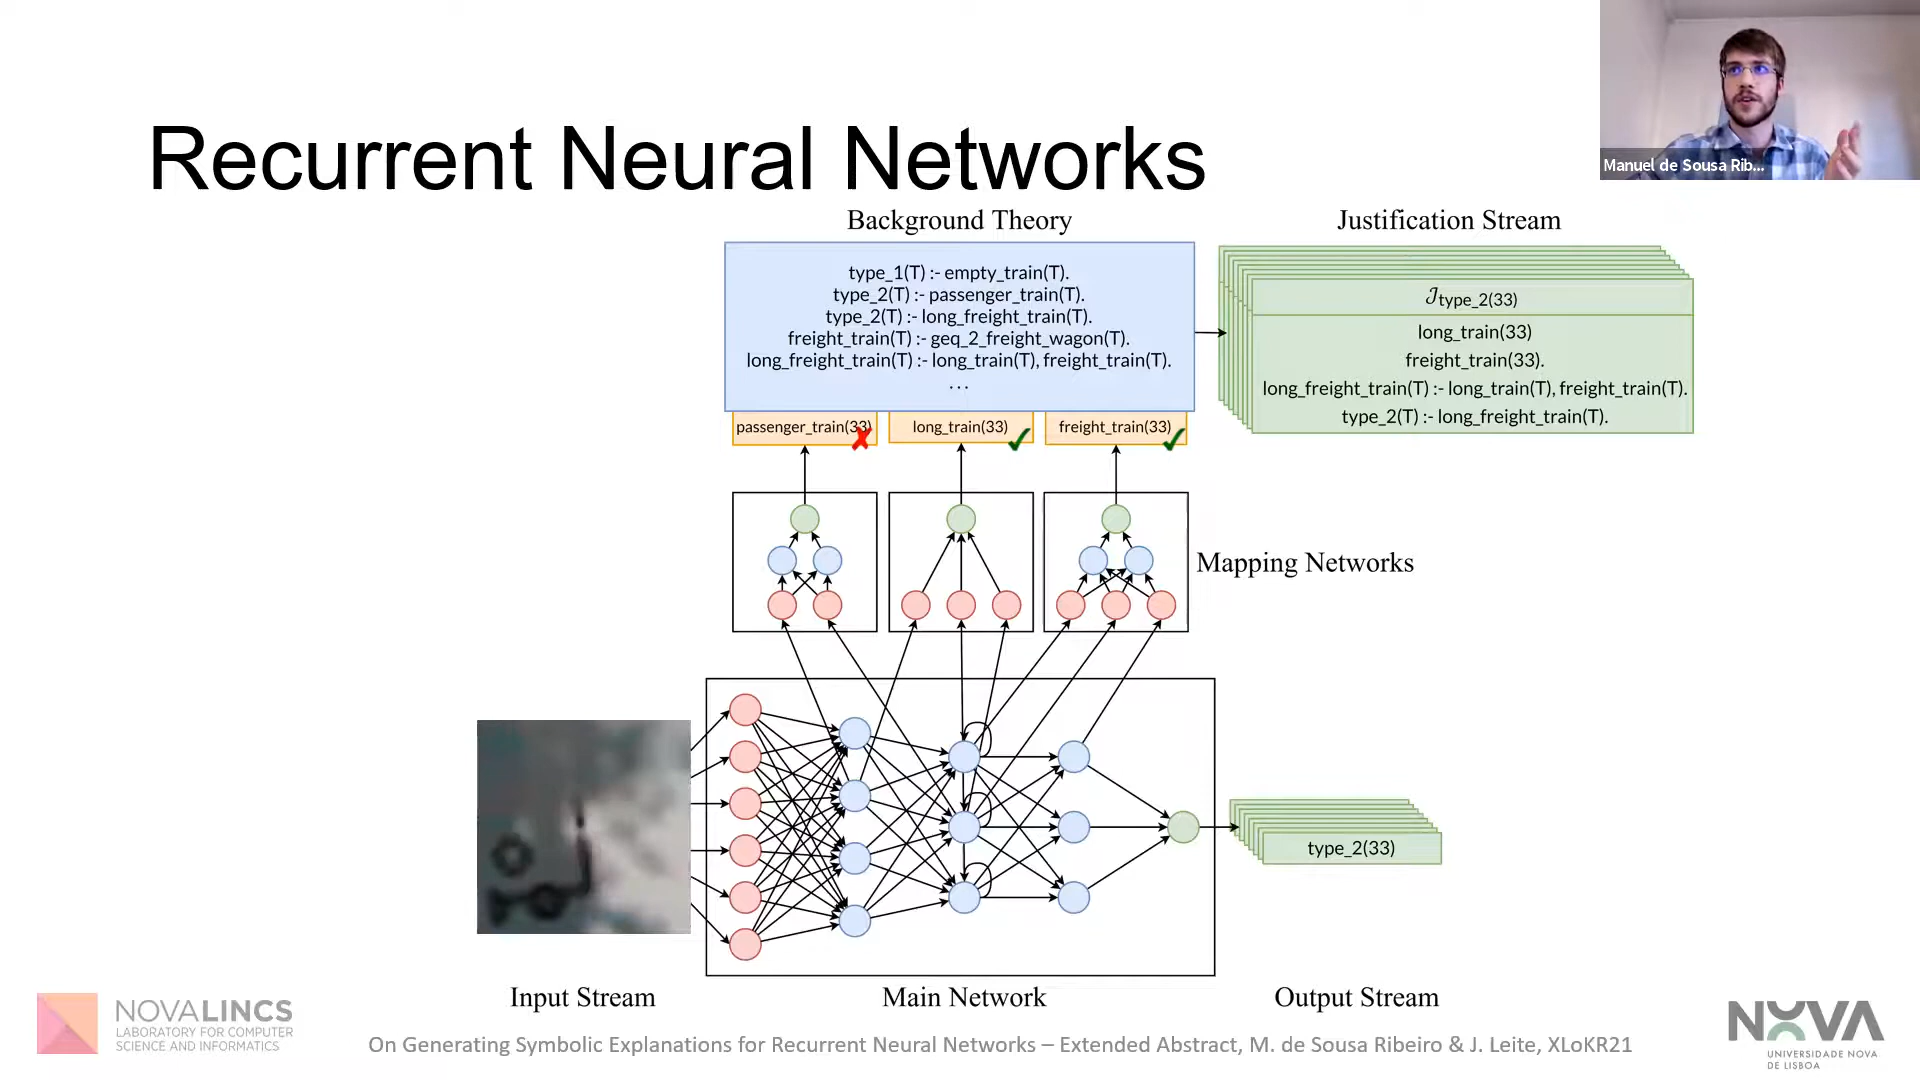 Manuel de Sousa Rib...
Recurrent Neural Networks
Background Theory
type_1(T) :- empty_train(T).
type_2(T) :- passenger_train(T).
type_2(T) :- long_freight_train(T).
freight_train(T) :- geq_2_freight_wagon(T).
long_freight_train(T) :- long_train(T), freight_train(T).
...
Justification Stream
𝒥type_2(33)
long_train(33)
freight_train(33).
long_freight_train(T) :- long_train(T), freight_train(T).
type_2(T) :- long_freight_train(T).
passenger_train(33)
long_train(33)
freight_train(33)
Mapping Networks
type_2(33)
Input Stream
Main Network
Output Stream
NOVALINCS
LABORATORY FOR COMPUTER
SCIENCE AND INFORMATICS
On Generating Symbolic Explanations for Recurrent Neural Networks – Extended Abstract, M. de Sousa Ribeiro & J. Leite, XLoKR21
NOVA
UNIVERSIDADE NOVA
DE LISBOA